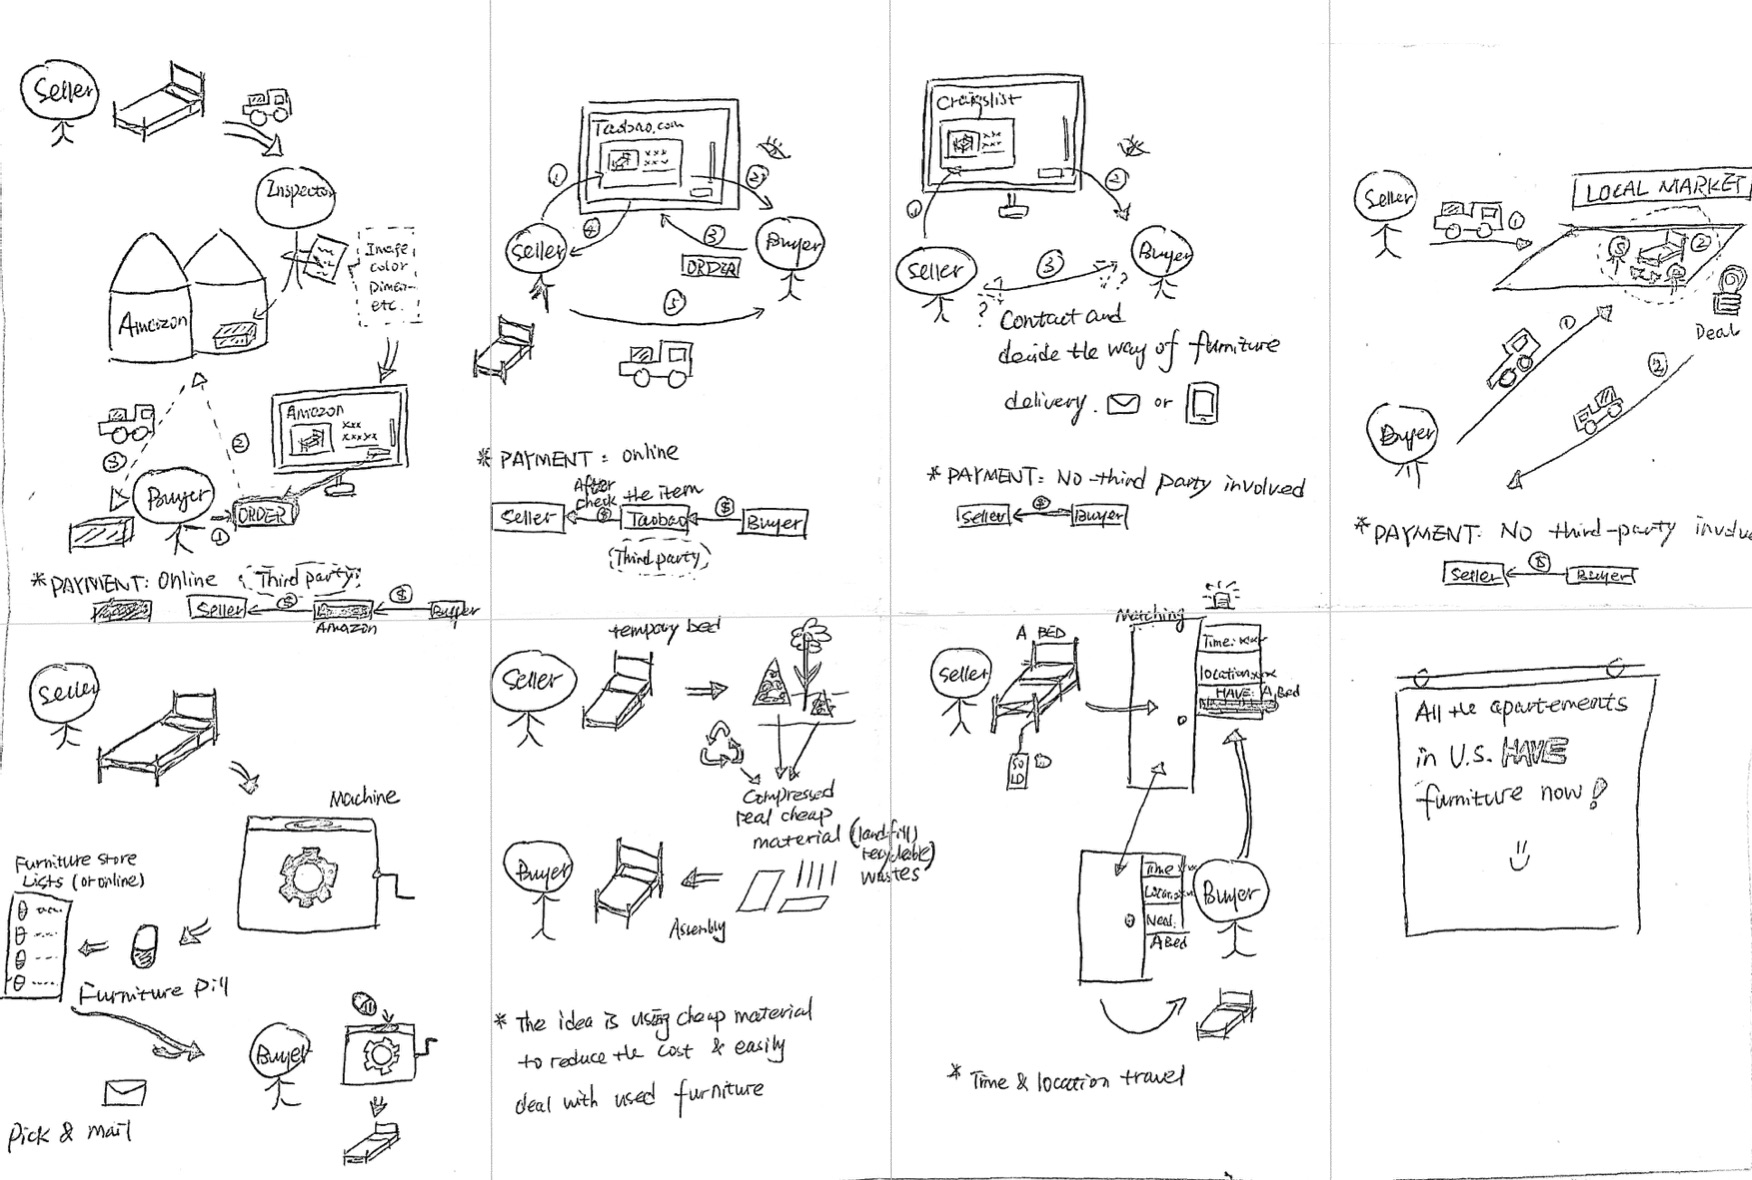 Seller
Inspector
Image
color
Dimen-
etc.
Amazon
Amazon
xxx
xxxyx
③
②
Buyer
ORDER
①
*PAYMENT: Online Third party
Seller $ $ Buyer
Amazon
Taobao.com
xxx
xxv
①
②
④
③
Seller
Buyer
ORDER
⑤
*PAYMENT: online
After
check the item
Seller $ Taobao $ Buyer
Third party
Craigslist
①
②
Seller
③
Buyer
? ?
Contact and
decide the way of furniture
delivery. or
*PAYMENT: No-third party involved
Seller $ Buyer
LOCAL MARKET
Seller
①
②
Deal
①
②
Buyer
*PAYMENT: NO third-party involve
Seller $ Buyer
Seller
Machine
Furniture store
Lists (or online)
Furniture pill
Buyer
Pick & mail
tempory bed
Seller
Compressed
real cheap
material (landfill,
recyclable)
wastes
Buyer
Assembly
* The idea is using cheap material
to reduce the cost & easily
deal with used furniture
Matching
A BED
Seller
Time: xxx
location:xxx
HAVE: A Bed
SO
LD
Time
Need:
A Bed
Buyer
* Time & location travel
All the apartements
in U.S. HAVE
furniture now!